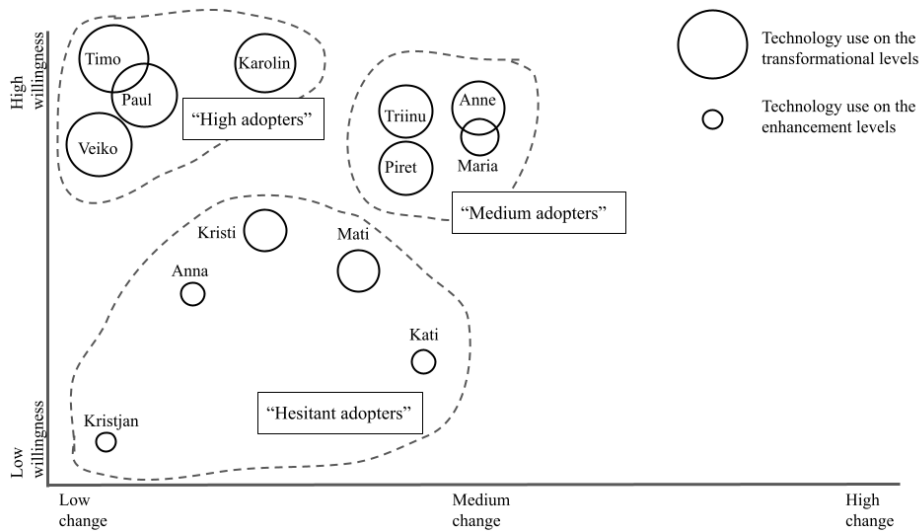 High
willingness
Low
willingness
Timo
Paul
Veiko
Karolin
“High adopters”
Triinu
Anne
Piret
Maria
“Medium adopters”
Kristi
Mati
Anna
Kati
Kristjan
“Hesitant adopters”
Low
change
Medium
change
High
change
Technology use on the
transformational levels
Technology use on the
enhancement levels